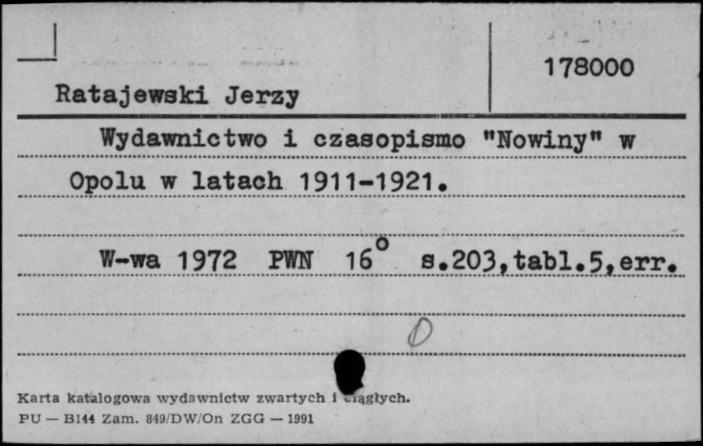 178000
Ratajewski Jerzy
Wydawnictwo i czasopismo "Nowiny" w
Opolu w latach 1911-1921.
W-wa 1972 PWN 16° s.203,tabl.5,err.
Karta katalogowa wydawnictw zwartych i ciągłych.
PU — B144 Zam. 849/DW/On ZGG — 1991